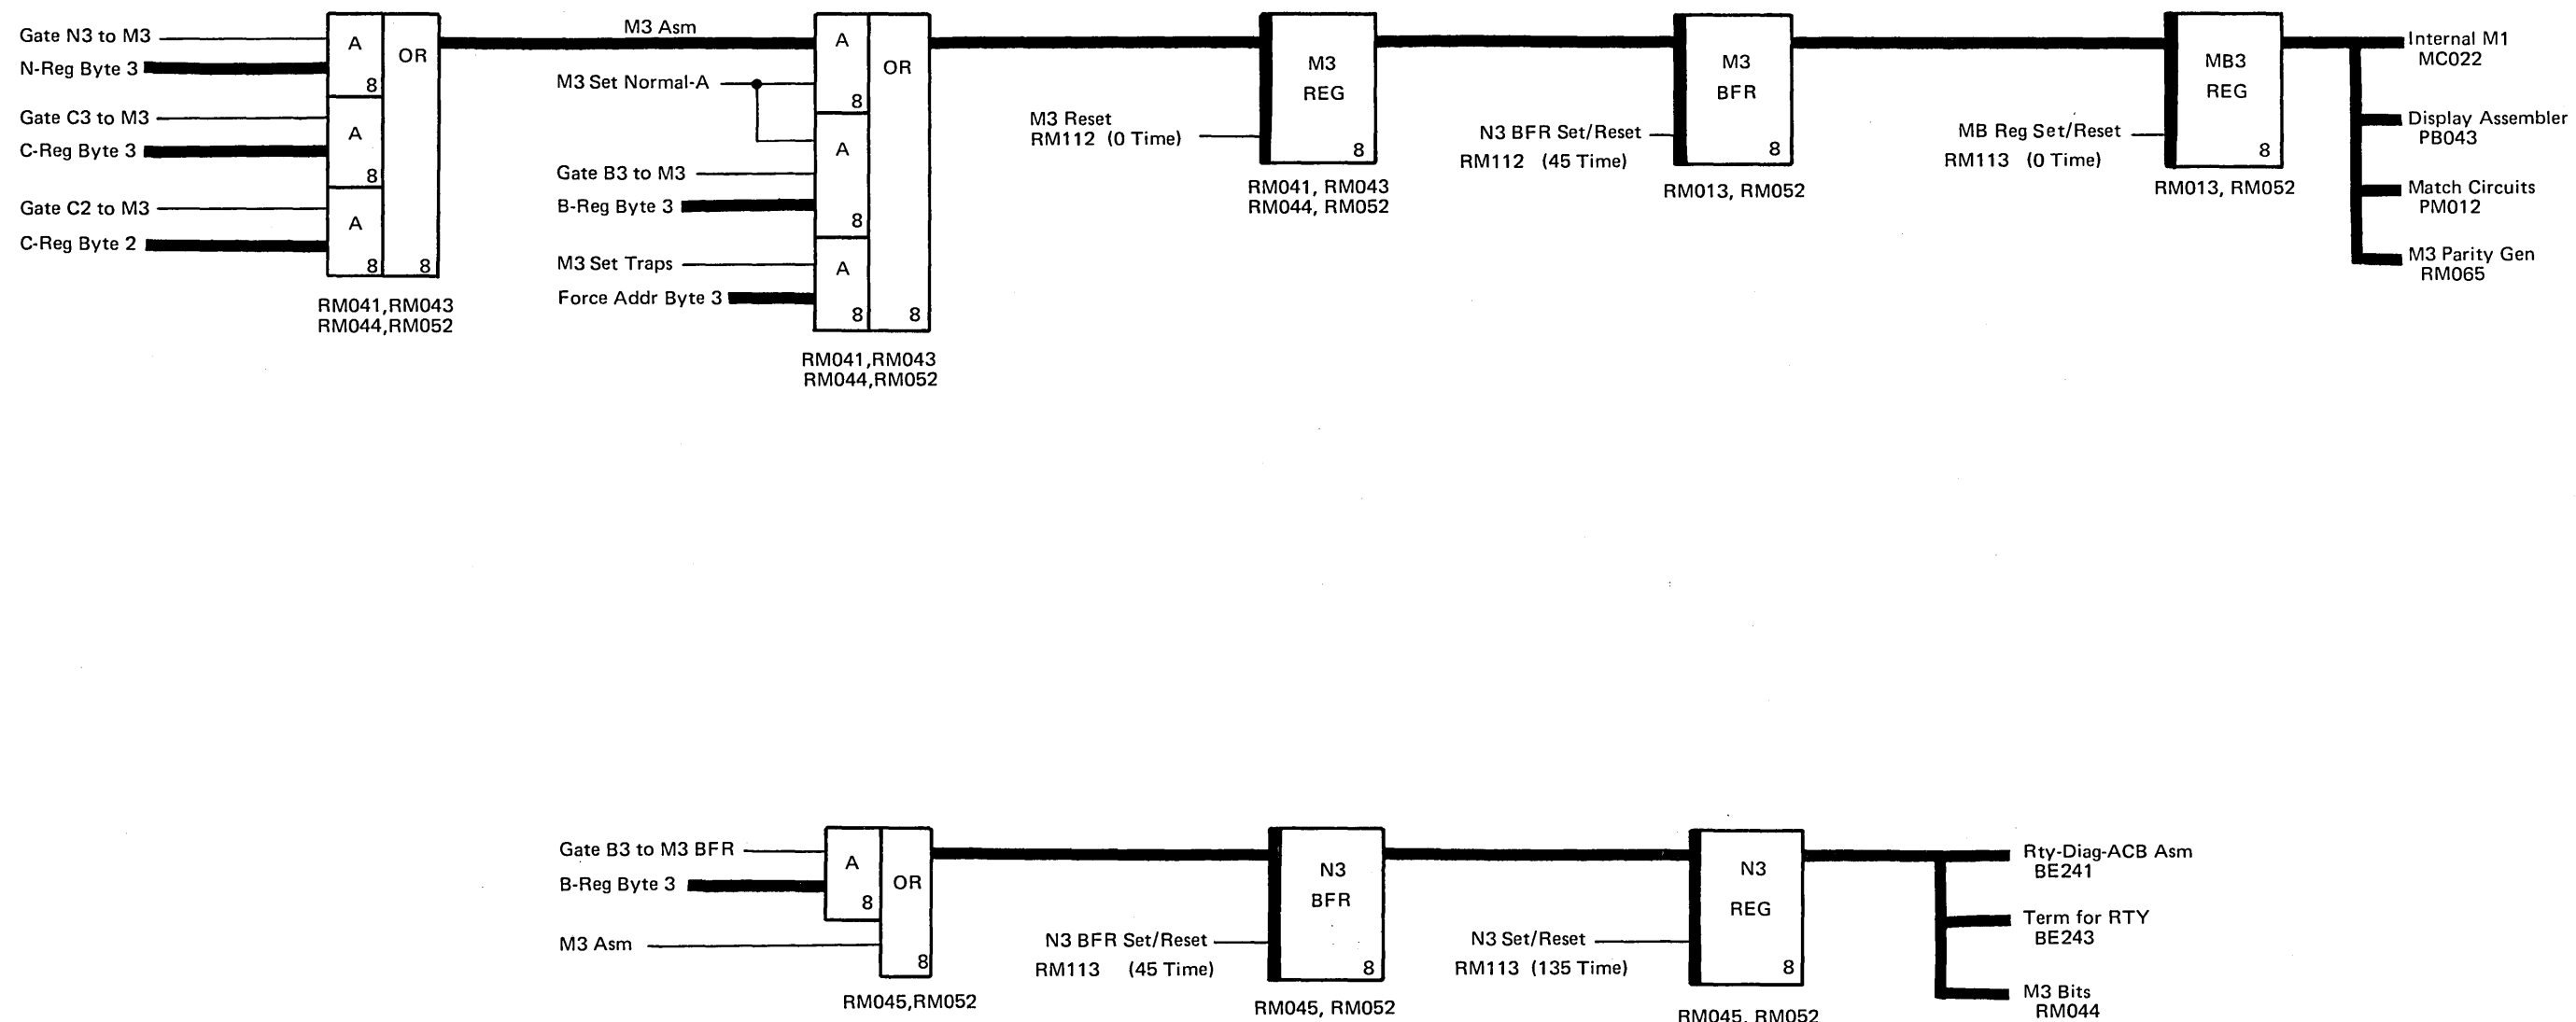 Gate N3 to M3
N-Reg Byte 3
Gate C3 to M3
C-Reg Byte 3
Gate C2 to M3
C-Reg Byte 2
A
8
A
8
A
8
OR
8
RM041,RM043
RM044,RM052
M3 Asm
M3 Set Normal-A
Gate B3 to M3
B-Reg Byte 3
M3 Set Traps
Force Addr Byte 3
A
8
A
8
A
8
OR
8
RM041,RM043
RM044,RM052
M3 Reset
RM112 (0 Time)
M3
REG
8
RM041, RM043
RM044, RM052
N3 BFR Set/Reset
RM112 (45 Time)
M3
BFR
8
RM013, RM052
MB Reg Set/Reset
RM113 (0 Time)
MB3
REG
8
RM013, RM052
Internal M1
MC022
Display Assembler
PB043
Match Circuits
PM012
M3 Parity Gen
RM065
Gate B3 to M3 BFR
B-Reg Byte 3
M3 Asm
A
8
OR
8
RM045,RM052
N3 BFR Set/Reset
RM113 (45 Time)
N3
BFR
8
RM045, RM052
N3 Set/Reset
RM113 (135 Time)
N3
REG
8
RM045, RM052
Rty-Diag-ACB Asm
BE241
Term for RTY
BE243
M3 Bits
RM044